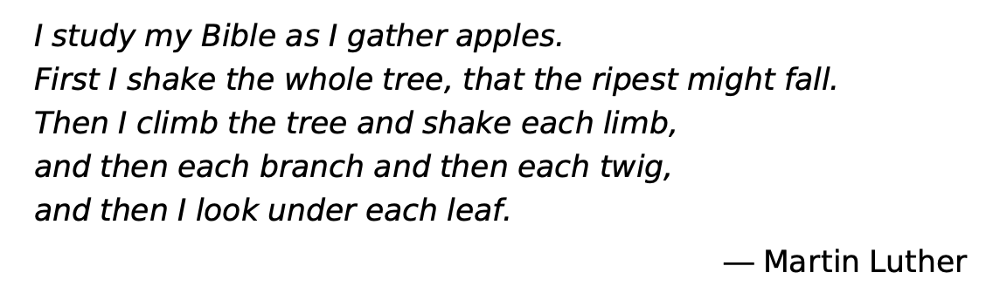 I study my Bible as I gather apples.
First I shake the whole tree, that the ripest might fall.
Then I climb the tree and shake each limb,
and then each branch and then each twig,
and then I look under each leaf.
— Martin Luther